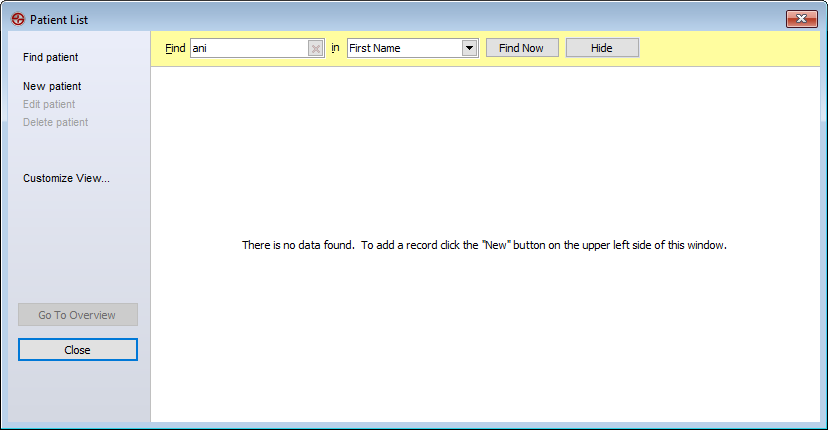 Patient List
Find patient
New patient
Edit patient
Delete patient
Customize View...
Go To Overview
Close
Find ani in First Name Find Now Hide
There is no data found.  To add a record click the "New" button on the upper left side of this window.